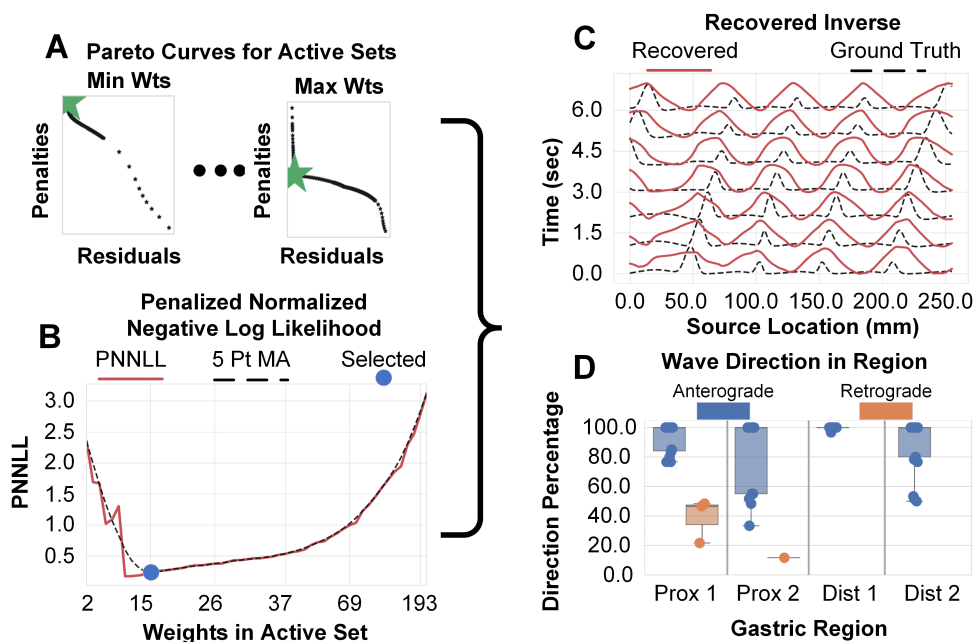 A
Pareto Curves for Active Sets
Min Wts
Max Wts
Penalties
Residuals
Penalties
Residuals
B
Penalized Normalized
Negative Log Likelihood
PNNLL
5 Pt MA
Selected
PNNLL
3.0
2.5
2.0
1.5
1.0
0.5
2 15 26 37 69 193
Weights in Active Set
C
Recovered Inverse
Recovered
Ground Truth
Time (sec)
6.0
4.5
3.0
1.5
0.0
0.0 50.0 100.0 150.0 200.0 250.0
Source Location (mm)
D
Wave Direction in Region
Anterograde
Retrograde
Direction Percentage
100.0
80.0
60.0
40.0
20.0
0.0
Prox 1 Prox 2 Dist 1 Dist 2
Gastric Region